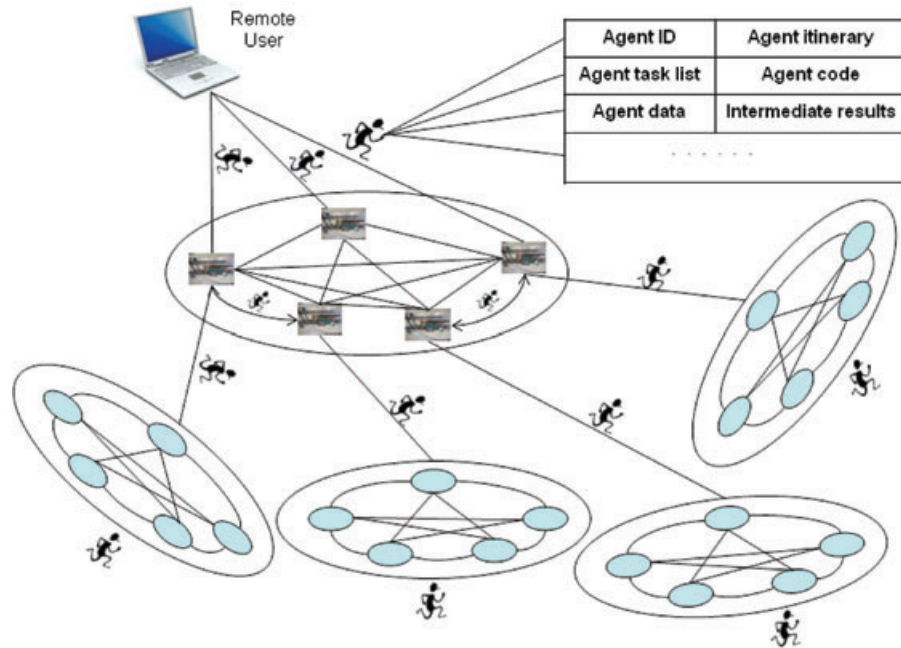 Remote
User
Agent ID
Agent itinerary
Agent task list
Agent code
Agent data
Intermediate results
. . . . . .